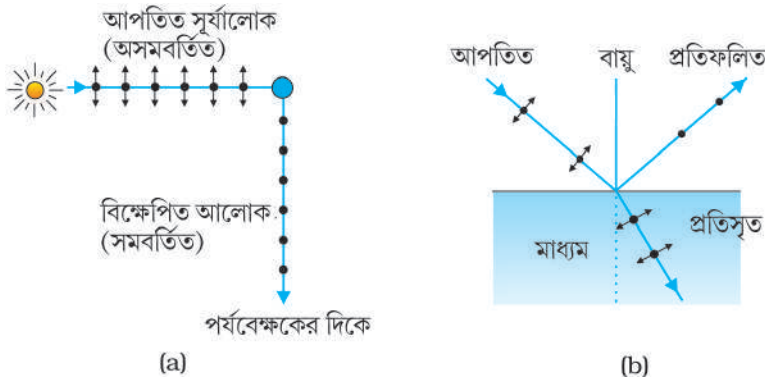 আপতিত সূর্যালোক
(অসমবর্তিত)
বিক্ষেপিত আলোক
(সমবর্তিত)
পর্যবেক্ষকের দিকে
(a)
আপতিত বায়ু প্রতিফলিত
মাধ্যম প্রতিসৃত
(b)